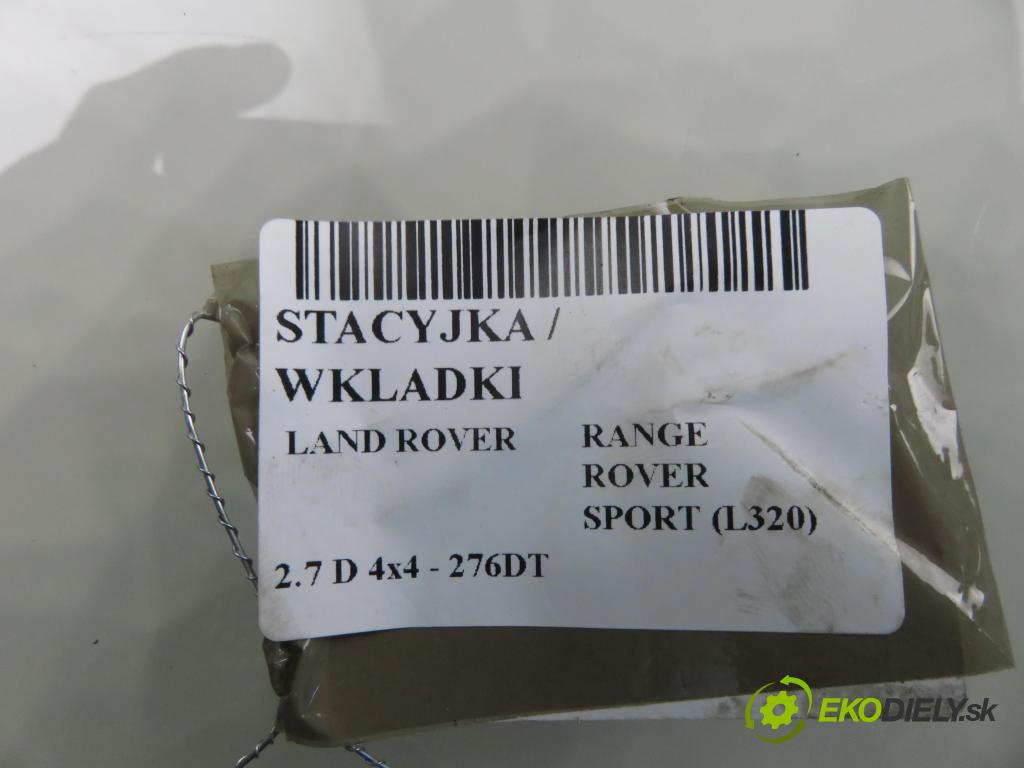 STACYJKA /
WKLADKI
LAND ROVER
RANGE
ROVER
SPORT (L320)
2.7 D 4x4 - 276DT
EKODIELY.sk